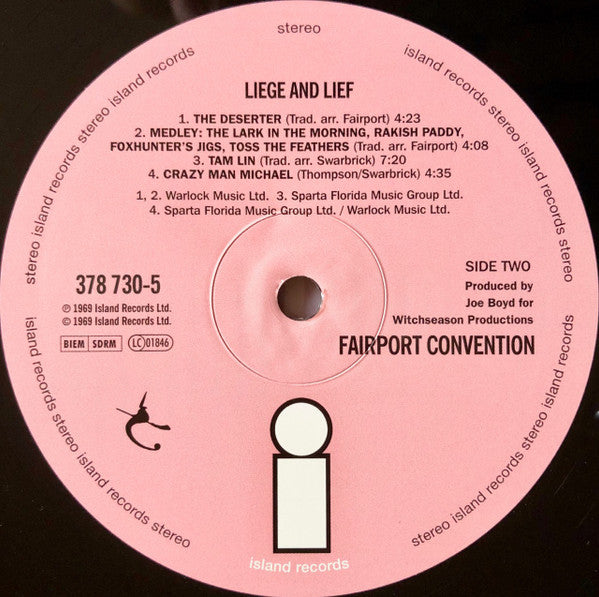 stereo
stereo island records stereo island records
island records stereo island records stereo
LIEGE AND LIEF
1. THE DESERTER (Trad. arr. Fairport) 4:23
2. MEDLEY: THE LARK IN THE MORNING, RAKISH PADDY,
FOXHUNTER'S JIGS, TOSS THE FEATHERS (Trad. arr. Fairport) 4:08
3. TAM LIN (Trad. arr. Swarbrick) 7:20
4. CRAZY MAN MICHAEL (Thompson/Swarbrick) 4:35
1, 2. Warlock Music Ltd. 3. Sparta Florida Music Group Ltd.
4. Sparta Florida Music Group Ltd. / Warlock Music Ltd.
378 730-5
℗ 1969 Island Records Ltd.
© 1969 Island Records Ltd.
BIEM SDRM LC 01846
SIDE TWO
Produced by
Joe Boyd for
Witchseason Productions
FAIRPORT CONVENTION
island records stereo island records stereo
stereo island records stereo island records
i
island records